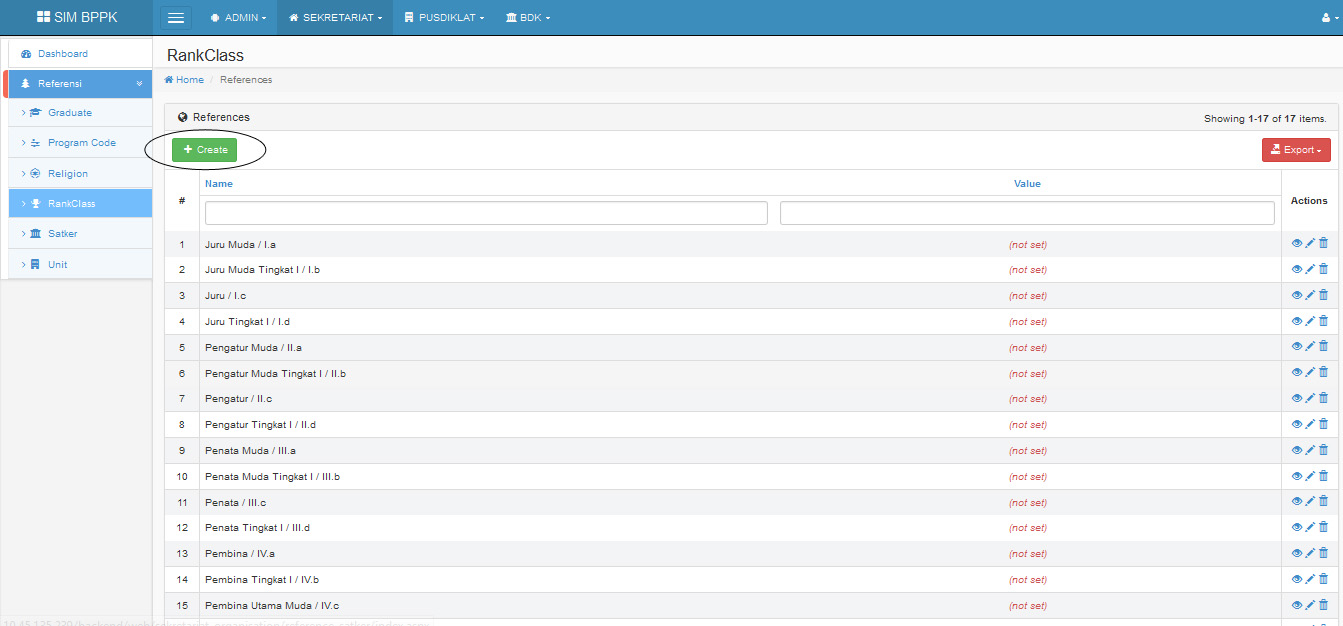 SIM BPPK
ADMIN SEKRETARIAT PUSDIKLAT BDK
Dashboard
Referensi
Graduate
Program Code
Religion
RankClass
Satker
Unit
RankClass
Home / References
References
Showing 1-17 of 17 items.
+ Create
Export
# Name Value Actions
1 Juru Muda / I.a (not set)
2 Juru Muda Tingkat I / I.b (not set)
3 Juru / I.c (not set)
4 Juru Tingkat I / I.d (not set)
5 Pengatur Muda / II.a (not set)
6 Pengatur Muda Tingkat I / II.b (not set)
7 Pengatur / II.c (not set)
8 Pengatur Tingkat I / II.d (not set)
9 Penata Muda / III.a (not set)
10 Penata Muda Tingkat I / III.b (not set)
11 Penata / III.c (not set)
12 Penata Tingkat I / III.d (not set)
13 Pembina / IV.a (not set)
14 Pembina Tingkat I / IV.b (not set)
15 Pembina Utama Muda / IV.c (not set)